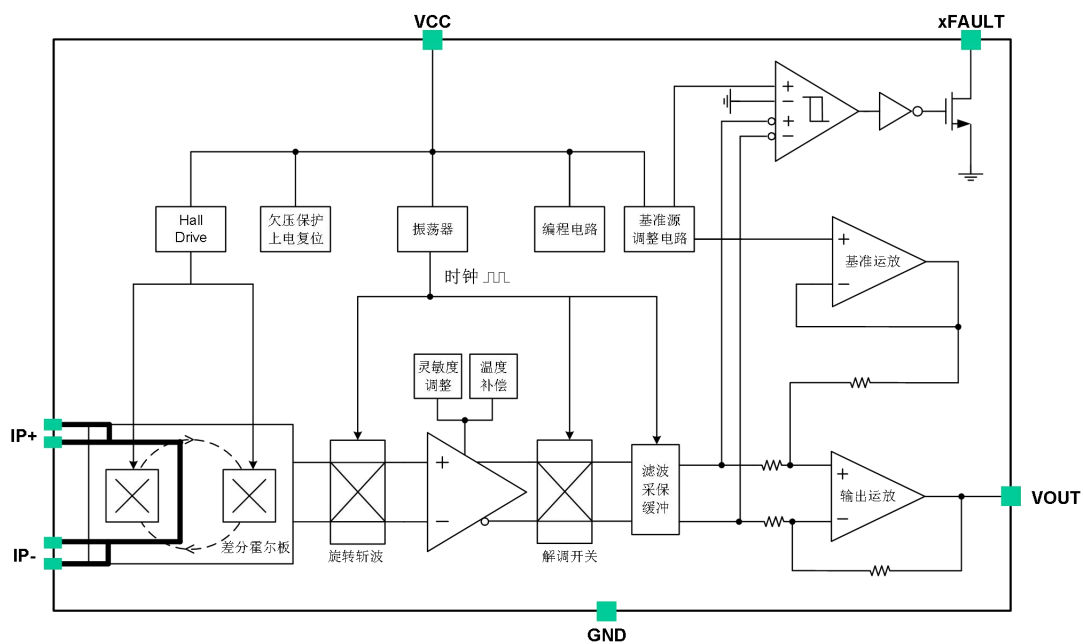 VCC
xFAULT
+
−
+
−
Hall
Drive
欠压保护
上电复位
振荡器
编程电路
基准源
调整电路
+
基准运放
−
时钟
灵敏度
调整
温度
补偿
IP+
IP-
差分霍尔板
旋转斩波
+
−
解调开关
滤波
采保
缓冲
+
输出运放
−
VOUT
GND